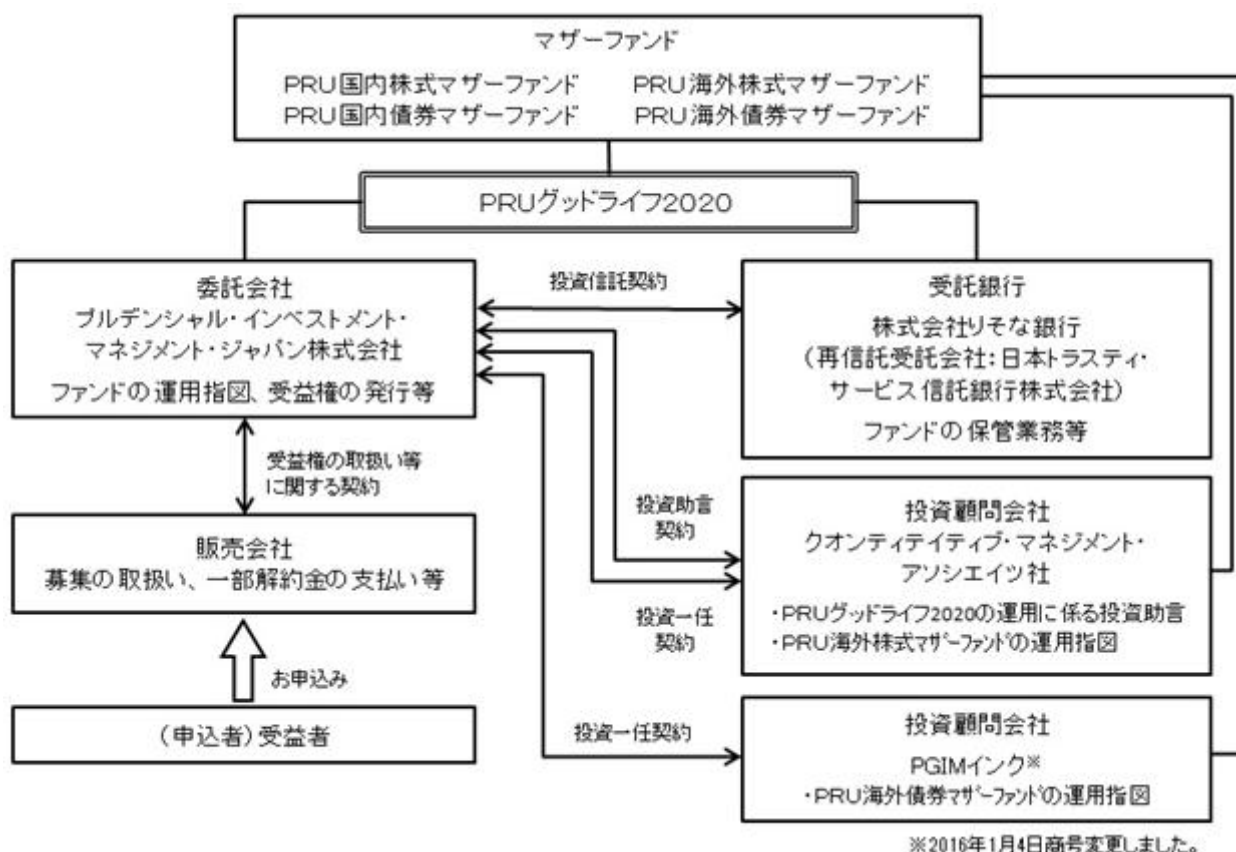 マザーファンド
PRU国内株式マザーファンド　PRU海外株式マザーファンド
PRU国内債券マザーファンド　PRU海外債券マザーファンド
PRUグッドライフ2020
委託会社
プルデンシャル・インベストメント・
マネジメント・ジャパン株式会社
ファンドの運用指図、受益権の発行等
投資信託契約
受託銀行
株式会社りそな銀行
（再信託受託会社：日本トラスティ・
サービス信託銀行株式会社）
ファンドの保管業務等
受益権の取扱い等
に関する契約
販売会社
募集の取扱い、一部解約金の支払い等
お申込み
（申込者）受益者
投資助言
契約
投資一任
契約
投資顧問会社
クオンティテイティブ・マネジメント・
アソシエイツ社
・PRUグッドライフ2020の運用に係る投資助言
・PRU海外株式マザーファンドの運用指図
投資一任契約
投資顧問会社
PGIMインク※
・PRU海外債券マザーファンドの運用指図
※2016年1月4日商号変更しました。